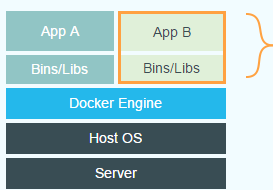 App A
App B
Bins/Libs
Bins/Libs
Docker Engine
Host OS
Server